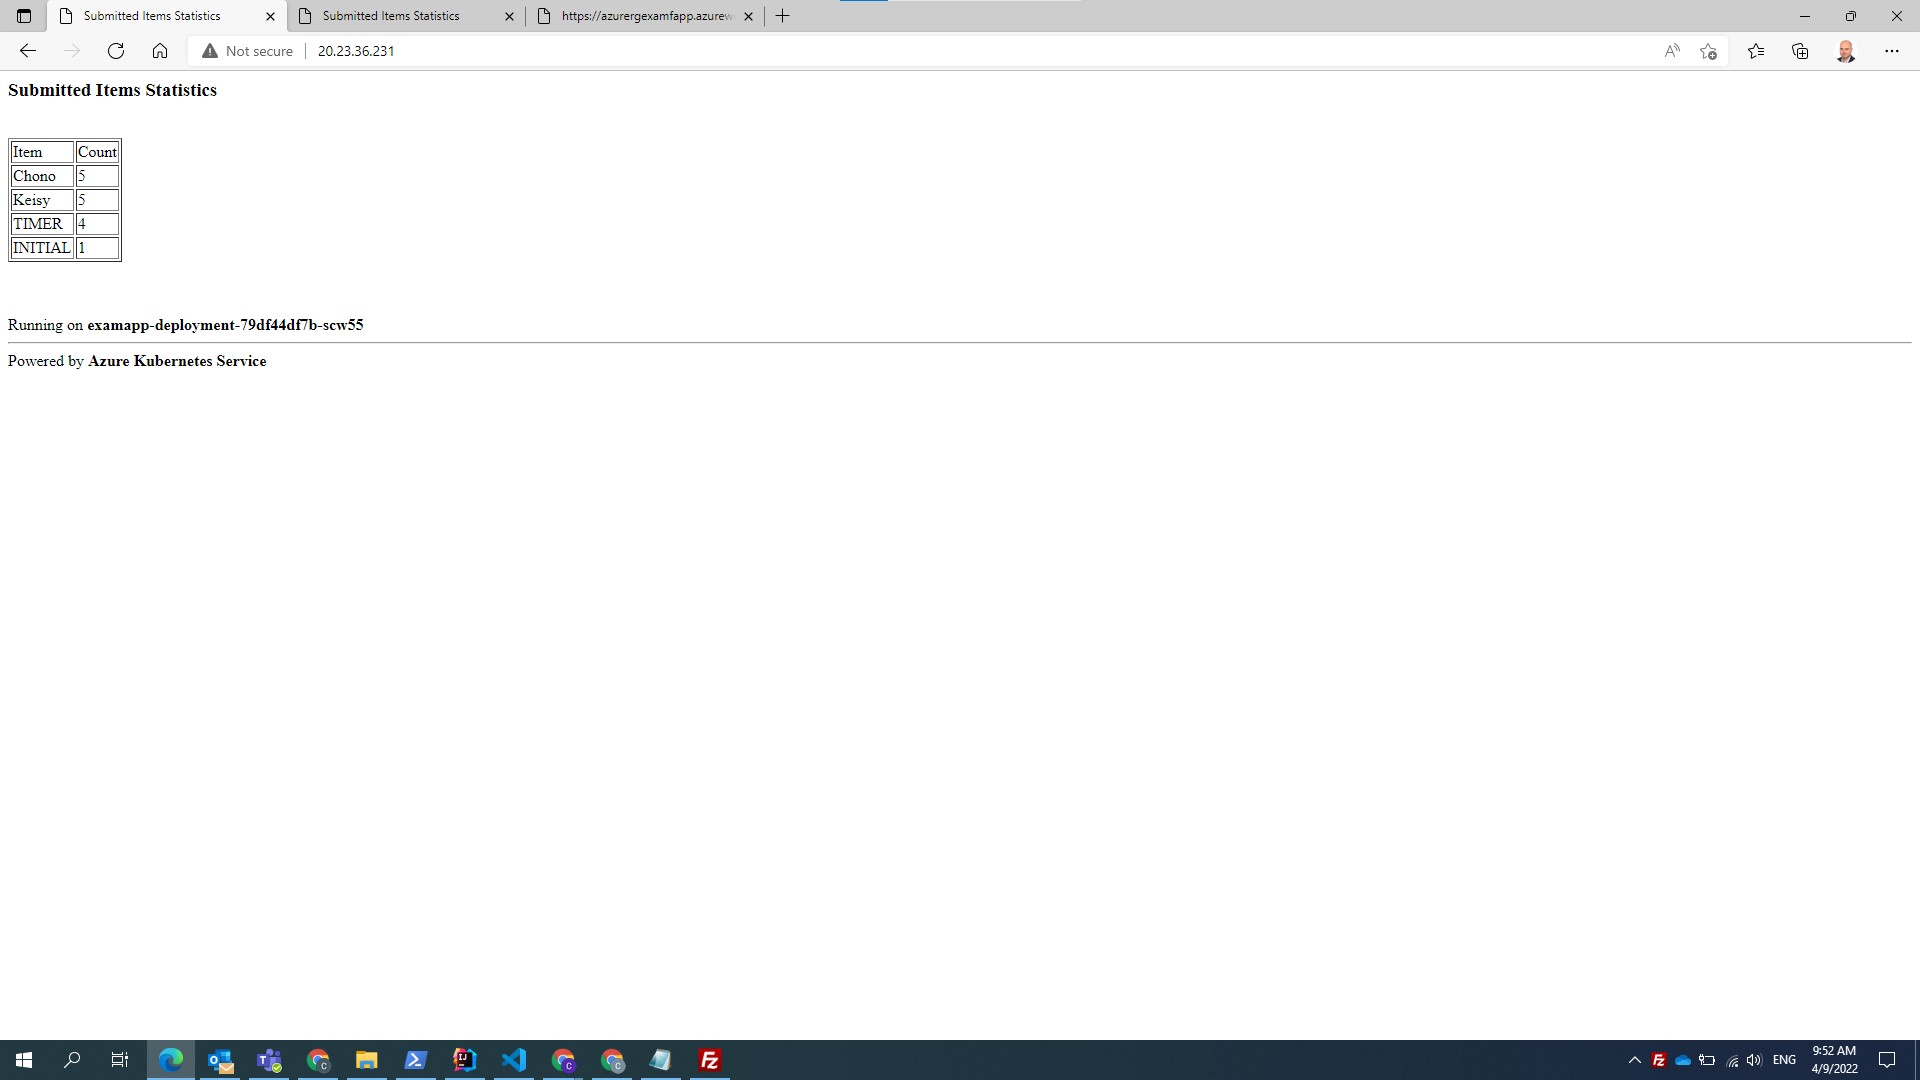 Submitted Items Statistics
Submitted Items Statistics
https://azurergexamfapp.azurew
Not secure
20.23.36.231
Submitted Items Statistics
Item Count
Chono 5
Keisy 5
TIMER 4
INITIAL 1
Running on examapp-deployment-79df44df7b-scw55
Powered by Azure Kubernetes Service
ENG
9:52 AM
4/9/2022